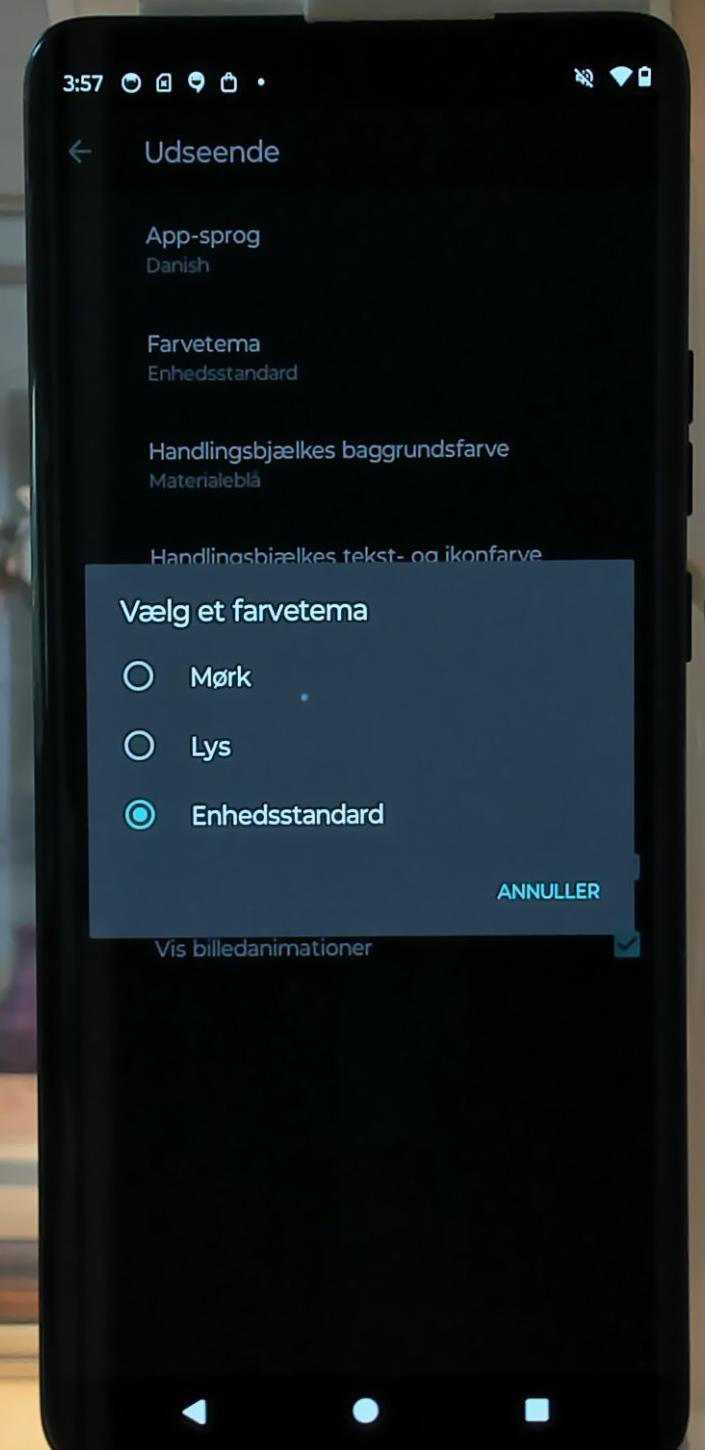 3:57
Udseende
App-sprog
Danish
Farvetema
Enhedsstandard
Handlingsbjælkes baggrundsfarve
Materialeblå
Handlingsbjælkes tekst- og ikonfarve
Vælg et farvetema
Mørk
Lys
Enhedsstandard
ANNULLER
Vis billedanimationer